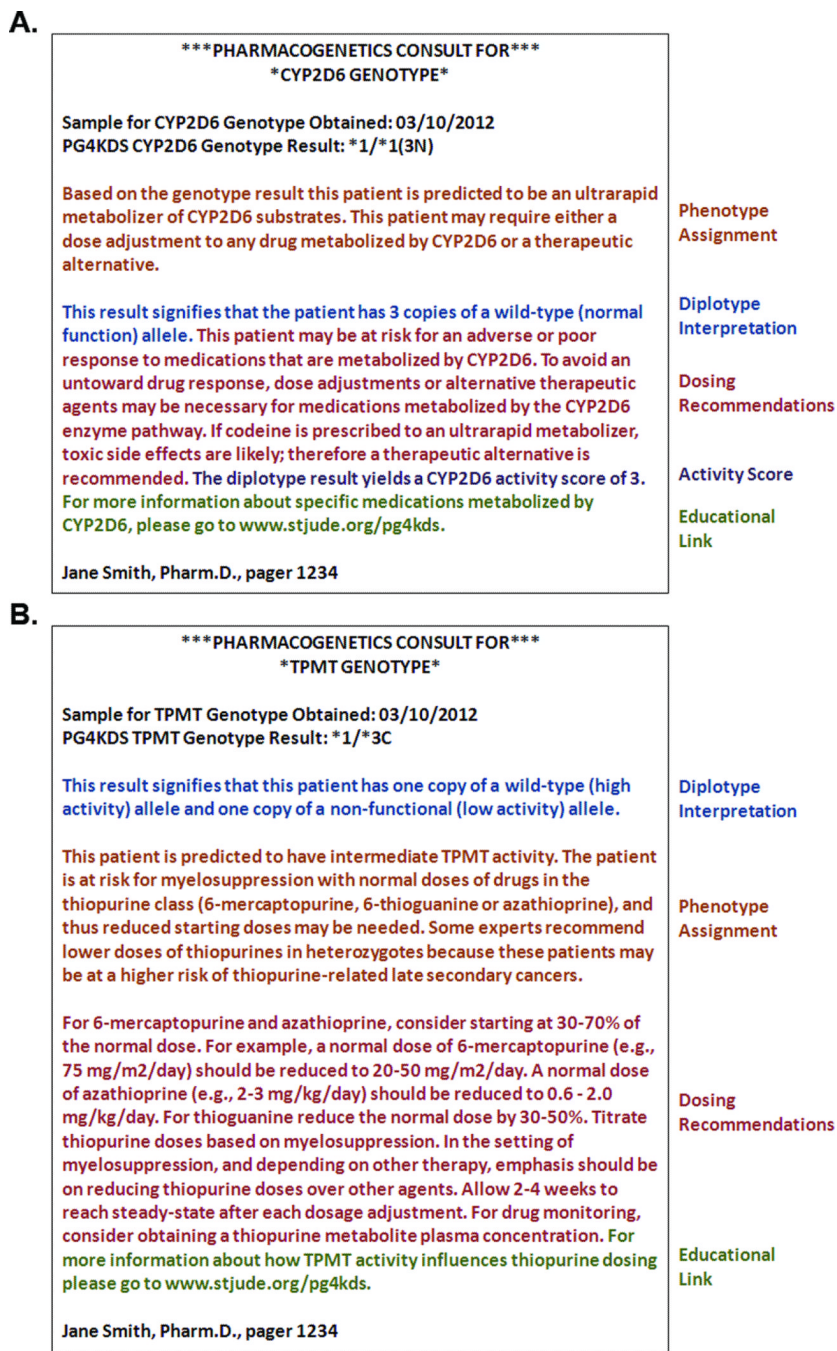 A.
***PHARMACOGENETICS CONSULT FOR***
*CYP2D6 GENOTYPE*
Sample for CYP2D6 Genotype Obtained: 03/10/2012
PG4KDS CYP2D6 Genotype Result: *1/*1(3N)
Based on the genotype result this patient is predicted to be an ultrarapid
metabolizer of CYP2D6 substrates. This patient may require either a
dose adjustment to any drug metabolized by CYP2D6 or a therapeutic
alternative.
Phenotype
Assignment
This result signifies that the patient has 3 copies of a wild-type (normal
function) allele. This patient may be at risk for an adverse or poor
response to medications that are metabolized by CYP2D6. To avoid an
untoward drug response, dose adjustments or alternative therapeutic
agents may be necessary for medications metabolized by the CYP2D6
enzyme pathway. If codeine is prescribed to an ultrarapid metabolizer,
toxic side effects are likely; therefore a therapeutic alternative is
recommended. The diplotype result yields a CYP2D6 activity score of 3.
For more information about specific medications metabolized by
CYP2D6, please go to www.stjude.org/pg4kds.
Diplotype
Interpretation
Dosing
Recommendations
Activity Score
Educational
Link
Jane Smith, Pharm.D., pager 1234
B.
***PHARMACOGENETICS CONSULT FOR***
*TPMT GENOTYPE*
Sample for TPMT Genotype Obtained: 03/10/2012
PG4KDS TPMT Genotype Result: *1/*3C
This result signifies that this patient has one copy of a wild-type (high
activity) allele and one copy of a non-functional (low activity) allele.
Diplotype
Interpretation
This patient is predicted to have intermediate TPMT activity. The patient
is at risk for myelosuppression with normal doses of drugs in the
thiopurine class (6-mercaptopurine, 6-thioguanine or azathioprine), and
thus reduced starting doses may be needed. Some experts recommend
lower doses of thiopurines in heterozygotes because these patients may
be at a higher risk of thiopurine-related late secondary cancers.
Phenotype
Assignment
For 6-mercaptopurine and azathioprine, consider starting at 30-70% of
the normal dose. For example, a normal dose of 6-mercaptopurine (e.g.,
75 mg/m2/day) should be reduced to 20-50 mg/m2/day. A normal dose
of azathioprine (e.g., 2-3 mg/kg/day) should be reduced to 0.6 - 2.0
mg/kg/day. For thioguanine reduce the normal dose by 30-50%. Titrate
thiopurine doses based on myelosuppression. In the setting of
myelosuppression, and depending on other therapy, emphasis should be
on reducing thiopurine doses over other agents. Allow 2-4 weeks to
reach steady-state after each dosage adjustment. For drug monitoring,
consider obtaining a thiopurine metabolite plasma concentration. For
more information about how TPMT activity influences thiopurine dosing
please go to www.stjude.org/pg4kds.
Dosing
Recommendations
Educational
Link
Jane Smith, Pharm.D., pager 1234